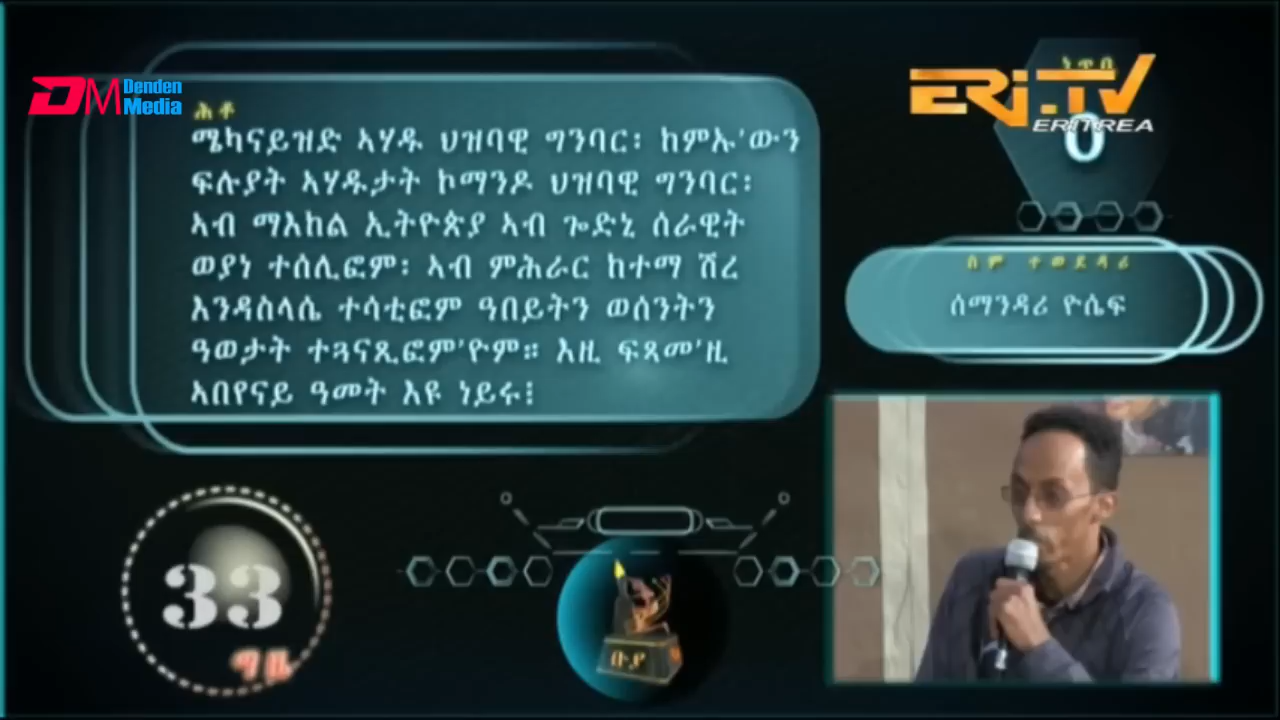 DM Denden Media
ሕቶ
ሜካናይዝድ ኣሃዱ ህዝባዊ ግንባር፡ ከምኡ'ውን
ፍሉያት ኣሃዱታት ኮማንዶ ህዝባዊ ግንባር፡
ኣብ ማእከል ኢትዮጵያ ኣብ ጐድኒ ሰራዊት
ወያነ ተሰሊፎም፡ ኣብ ምሕራር ከተማ ሽረ
እንዳስላሴ ተሳቲፎም ዓበይትን ወሰንትን
ዓወታት ተጓናጺፎም'ዮም። እዚ ፍጻመ'ዚ
ኣበየናይ ዓመት እዩ ነይሩ፧
ነጥቢ
ERi-TV
ERITREA
0
ስም ተወዳዳሪ
ሰማንዳሪ ዮሴፍ
33
ግዜ
ቡያ